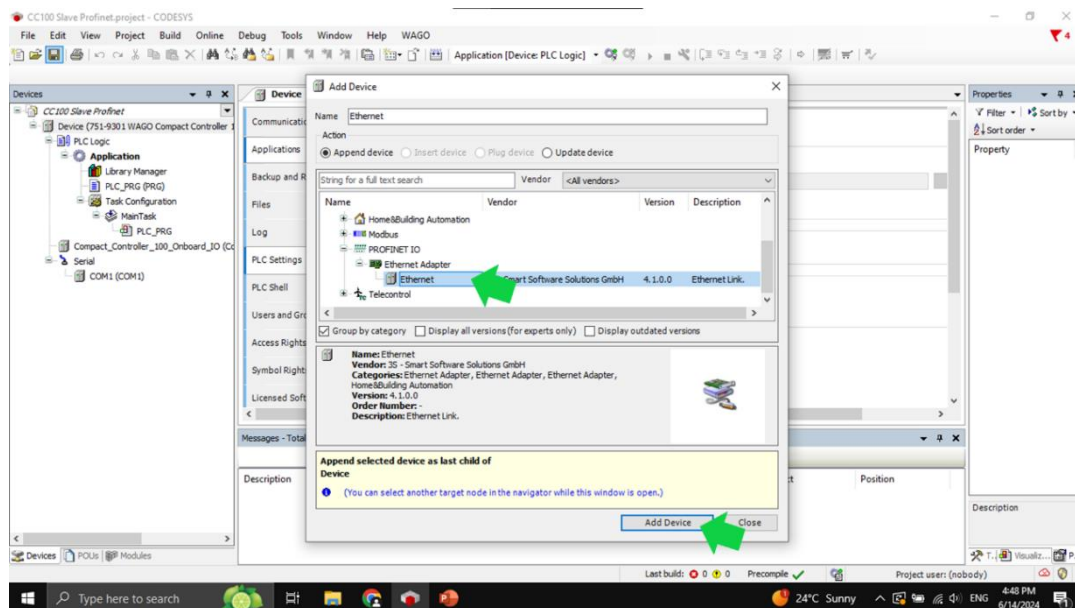 CC100 Slave Profinet.project - CODESYS
File Edit View Project Build Online Debug Tools Window Help WAGO
4
Application [Device: PLC Logic]
Devices
CC100 Slave Profinet
Device (751-9301 WAGO Compact Controller 1
PLC Logic
Application
Library Manager
PLC_PRG (PRG)
Task Configuration
MainTask
PLC_PRG
Compact_Controller_100_Onboard_IO (Co
Serial
COM1 (COM1)
Devices POUs Modules
Device
Communicatio
Applications
Backup and R
Files
Log
PLC Settings
PLC Shell
Users and Gro
Access Rights
Symbol Rights
Licensed Soft
Messages - Total
Description
Position
Add Device
Name Ethernet
Action
Append device Insert device Plug device Update device
String for a full text search Vendor <All vendors>
Name Vendor Version Description
Home&Building Automation
Modbus
PROFINET IO
Ethernet Adapter
Ethernet Smart Software Solutions GmbH 4.1.0.0 Ethernet Link.
Telecontrol
Group by category Display all versions (for experts only) Display outdated versions
Name: Ethernet
Vendor: 3S - Smart Software Solutions GmbH
Categories: Ethernet Adapter, Ethernet Adapter, Ethernet Adapter,
Home&Building Automation
Version: 4.1.0.0
Order Number: -
Description: Ethernet Link.
Append selected device as last child of
Device
(You can select another target node in the navigator while this window is open.)
Add Device Close
Properties
Filter Sort by
Sort order
Property
Description
T... Visualiz... P
Last build: 0 0 Precompile Project user: (nobody)
Type here to search
24°C Sunny ENG 4:48 PM
6/14/2024